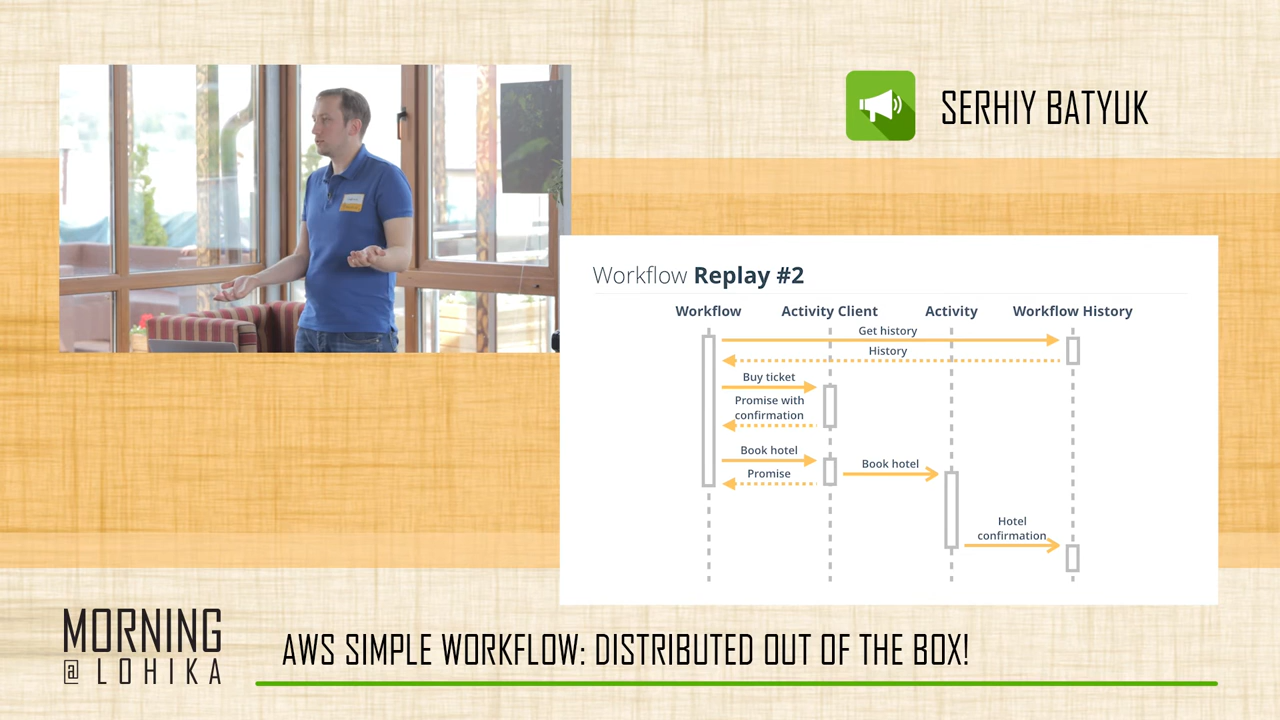 SERHIY BATYUK
Workflow Replay #2
Workflow Activity Client Activity Workflow History
Get history
History
Buy ticket
Promise with
confirmation
Book hotel
Book hotel
Promise
Hotel
confirmation
MORNING
@ LOHIKA
AWS SIMPLE WORKFLOW: DISTRIBUTED OUT OF THE BOX!